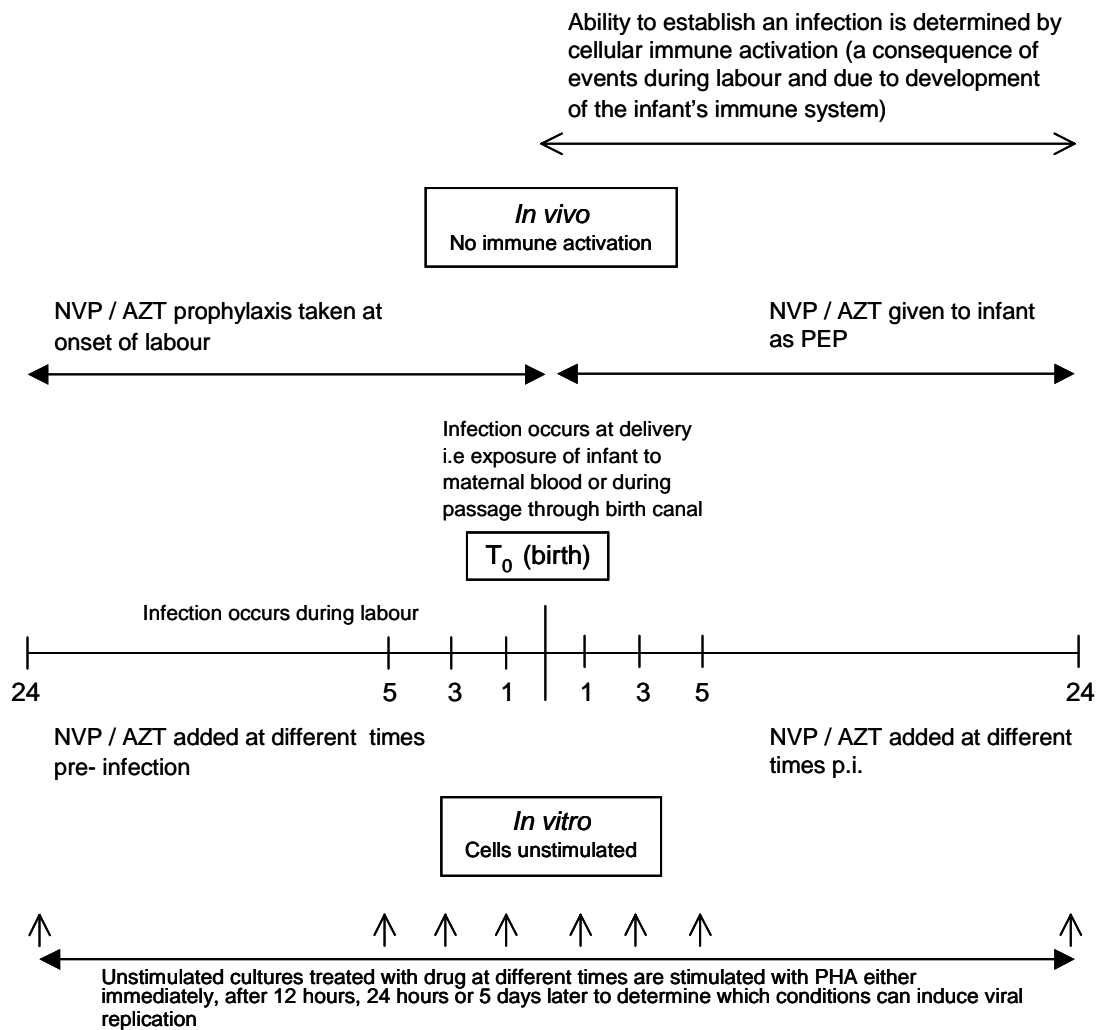 Ability to establish an infection is determined by
cellular immune activation (a consequence of
events during labour and due to development
of the infant's immune system)
In vivo
No immune activation
NVP / AZT prophylaxis taken at
onset of labour
NVP / AZT given to infant
as PEP
Infection occurs at delivery
i.e exposure of infant to
maternal blood or during
passage through birth canal
T0 (birth)
Infection occurs during labour
24 5 3 1 1 3 5 24
NVP / AZT added at different times
pre- infection
NVP / AZT added at different
times p.i.
In vitro
Cells unstimulated
Unstimulated cultures treated with drug at different times are stimulated with PHA either
immediately, after 12 hours, 24 hours or 5 days later to determine which conditions can induce viral
replication